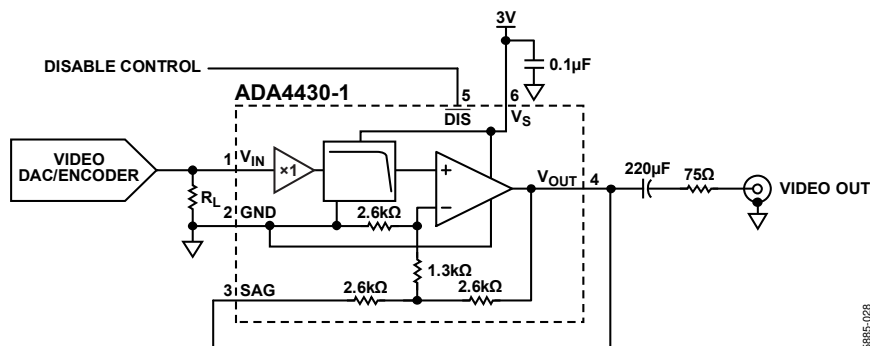 3V
DISABLE CONTROL
0.1µF
ADA4430-1
5
6
DIS
VS
VIDEO
DAC/ENCODER
1
VIN
×1
RL
2
GND
2.6kΩ
+
−
VOUT
4
220µF
75Ω
VIDEO OUT
1.3kΩ
3
SAG
2.6kΩ
2.6kΩ